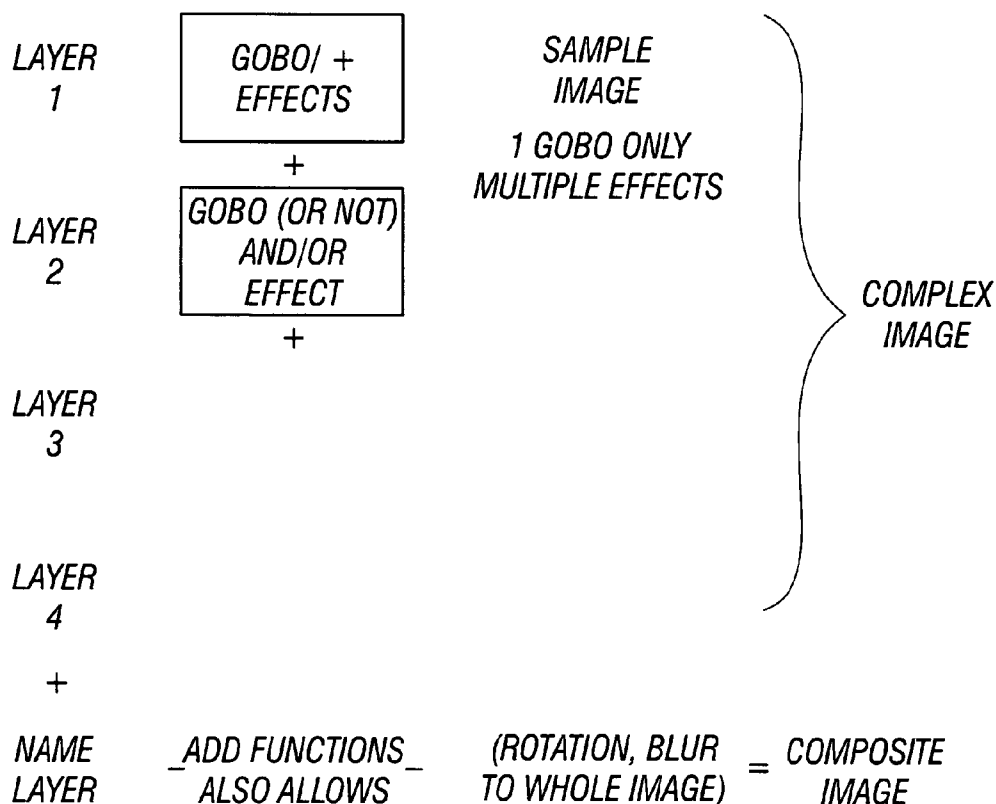 LAYER
1
GOBO/ +
EFFECTS
SAMPLE
IMAGE
1 GOBO ONLY
MULTIPLE EFFECTS
+
LAYER
2
GOBO (OR NOT)
AND/OR
EFFECT
+
COMPLEX
IMAGE
LAYER
3
LAYER
4
+
NAME
LAYER
_ADD FUNCTIONS_
ALSO ALLOWS
(ROTATION, BLUR
TO WHOLE IMAGE)
=
COMPOSITE
IMAGE